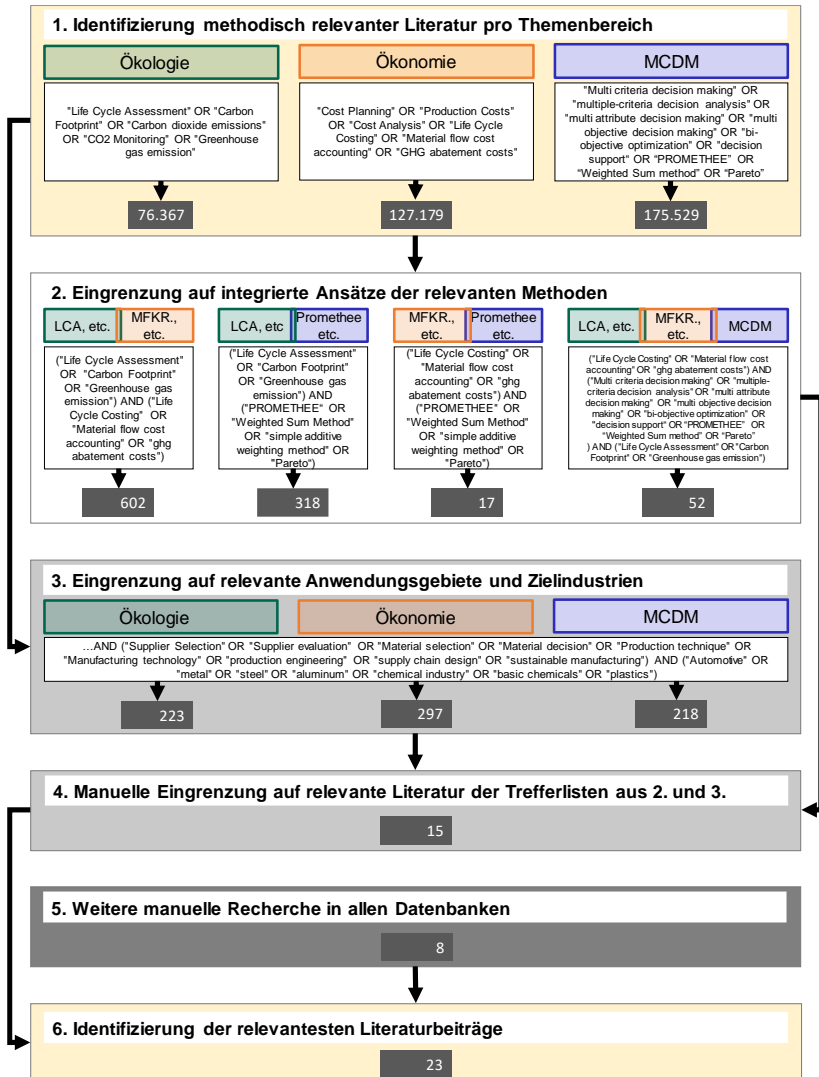 1. Identifizierung methodisch relevanter Literatur pro Themenbereich
Ökologie
"Life Cycle Assessment" OR "Carbon
Footprint" OR "Carbon dioxide emissions"
OR "CO2 Monitoring" OR "Greenhouse
gas emission"
76.367
Ökonomie
"Cost Planning" OR "Production Costs"
OR "Cost Analysis" OR "Life Cycle
Costing" OR "Material flow cost
accounting" OR "GHG abatement costs"
127.179
MCDM
"Multi criteria decision making" OR
"multiple-criteria decision analysis" OR
"multi attribute decision making" OR "multi
objective decision making" OR "bi-
objective optimization" OR "decision
support" OR "PROMETHEE" OR
"Weighted Sum method" OR "Pareto"
175.529
2. Eingrenzung auf integrierte Ansätze der relevanten Methoden
LCA, etc.
MFKR.,
etc.
("Life Cycle Assessment"
OR "Carbon Footprint"
OR "Greenhouse gas
emission") AND ("Life
Cycle Costing" OR
"Material flow cost
accounting" OR "ghg
abatement costs")
602
LCA, etc
Promethee
etc.
("Life Cycle Assessment"
OR "Carbon Footprint"
OR "Greenhouse gas
emission") AND
("PROMETHEE" OR
"Weighted Sum Method"
OR "simple additive
weighting method" OR
"Pareto")
318
MFKR.,
etc.
Promethee
etc.
("Life Cycle Costing" OR
"Material flow cost
accounting" OR "ghg
abatement costs") AND
("PROMETHEE" OR
"Weighted Sum Method"
OR "simple additive
weighting method" OR
"Pareto")
17
LCA, etc.
MFKR.,
etc.
MCDM
("Life Cycle Costing" OR "Material flow cost
accounting" OR "ghg abatement costs") AND
("Multi criteria decision making" OR "multiple-
criteria decision analysis" OR "multi attribute
decision making" OR "multi objective decision
making" OR "bi-objective optimization" OR
"decision support" OR "PROMETHEE" OR
"Weighted Sum method" OR "Pareto"
) AND ("Life Cycle Assessment" OR "Carbon
Footprint" OR "Greenhouse gas emission")
52
3. Eingrenzung auf relevante Anwendungsgebiete und Zielindustrien
Ökologie
Ökonomie
MCDM
...AND ("Supplier Selection" OR "Supplier evaluation" OR "Material selection" OR "Material decision" OR "Production technique" OR
"Manufacturing technology" OR "production engineering" OR "supply chain design" OR "sustainable manufacturing") AND ("Automotive" OR
"metal" OR "steel" OR "aluminum" OR "chemical industry" OR "basic chemicals" OR "plastics")
223
297
218
4. Manuelle Eingrenzung auf relevante Literatur der Trefferlisten aus 2. und 3.
15
5. Weitere manuelle Recherche in allen Datenbanken
8
6. Identifizierung der relevantesten Literaturbeiträge
23